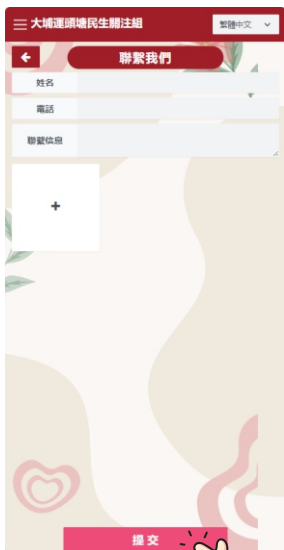 大埔運頭塘民生關注組
繁體中文
聯繫我們
姓名
電話
聯繫信息
+
提交